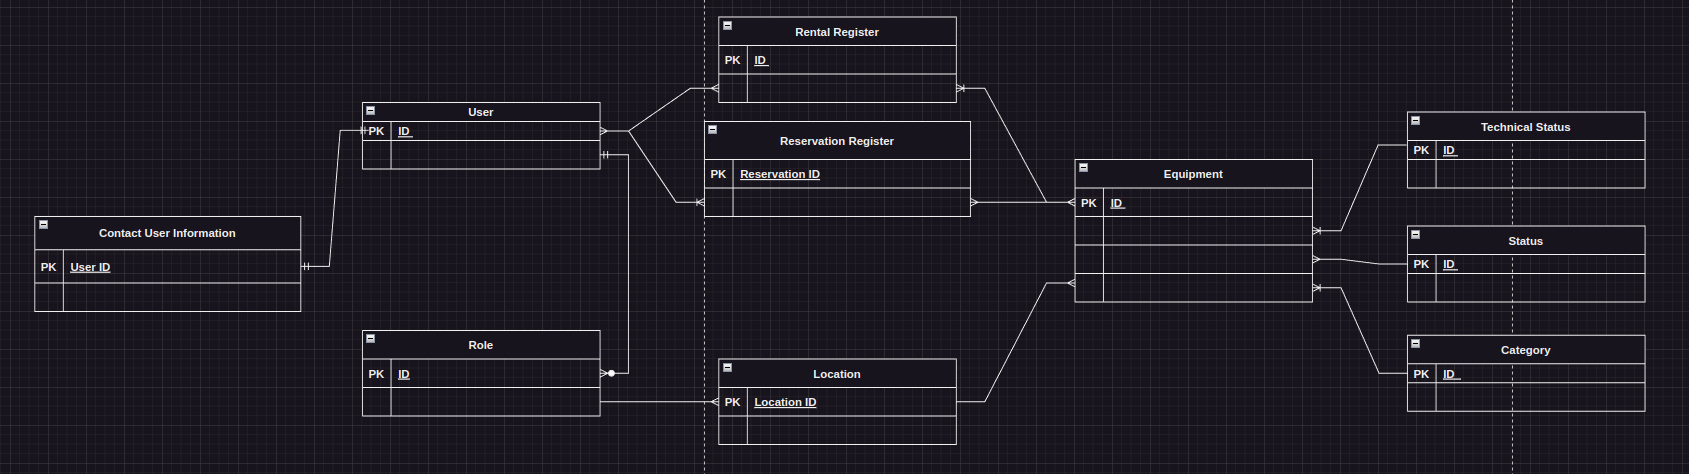 Rental Register
PK ID
User
PK ID
Reservation Register
PK Reservation ID
Technical Status
PK ID
Equipment
PK ID
Contact User Information
PK User ID
Status
PK ID
Role
PK ID
Location
PK Location ID
Category
PK ID